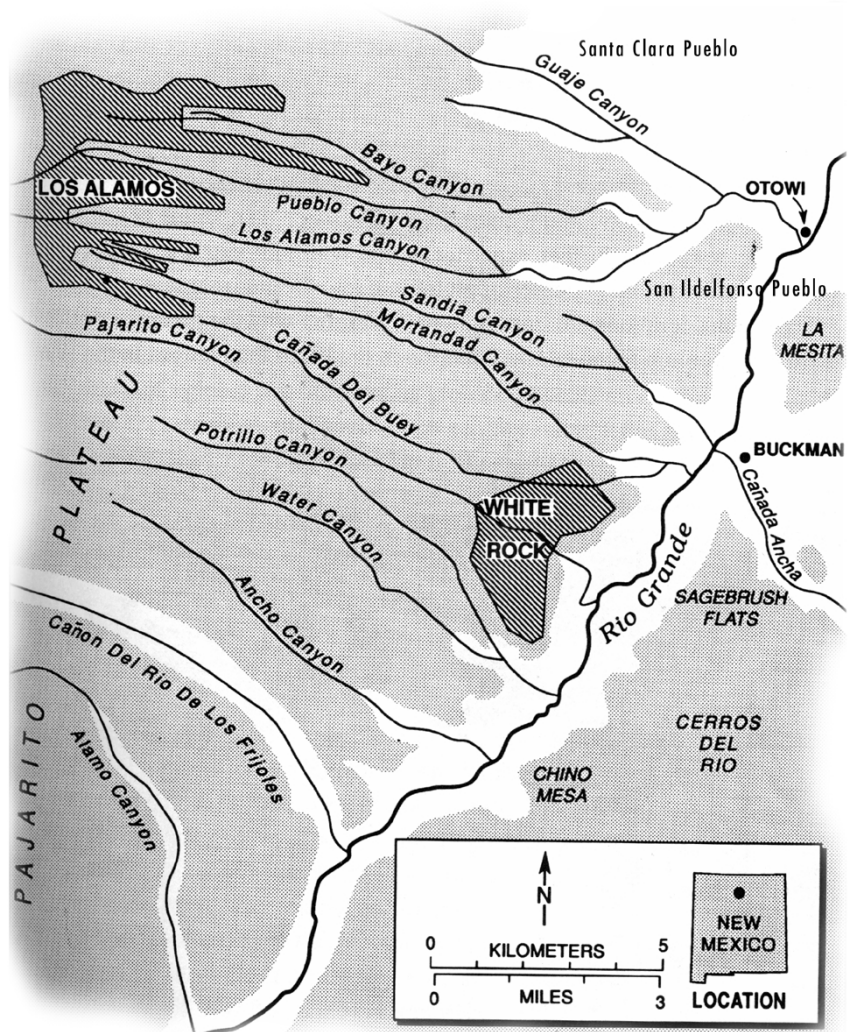 Santa Clara Pueblo
Guaje Canyon
Bayo Canyon
OTOWI
LOS ALAMOS
Pueblo Canyon
Los Alamos Canyon
San Ildelfonso Pueblo
Sandia Canyon
Mortandad Canyon
Pajarito Canyon
Cañada Del Buey
LA
MESITA
PAJARITO PLATEAU
Potrillo Canyon
BUCKMAN
Cañada Ancha
Water Canyon
WHITE
ROCK
Rio Grande
SAGEBRUSH
FLATS
Ancho Canyon
Cañon Del Rio De Los Frijoles
Alamo Canyon
CERROS
DEL
RIO
CHINO
MESA
N
0 5
KILOMETERS
MILES
0 3
NEW
MEXICO
LOCATION